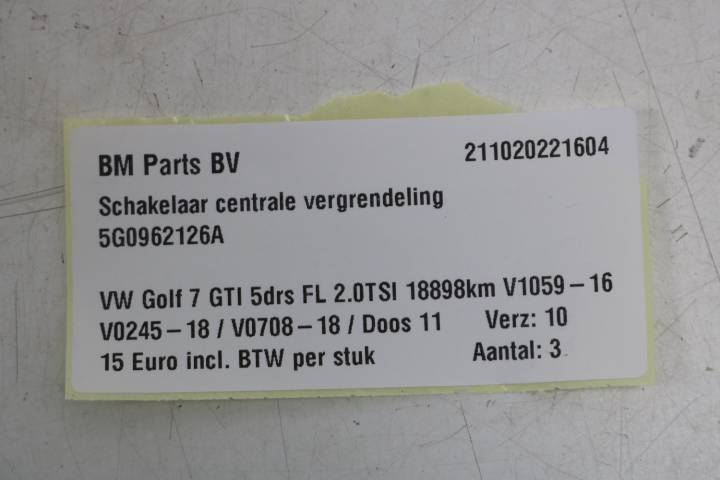 BM Parts BV 211020221604
Schakelaar centrale vergrendeling
5G0962126A
VW Golf 7 GTI 5drs FL 2.0TSI 18898km V1059-16
V0245-18 / V0708-18 / Doos 11 Verz: 10
15 Euro incl. BTW per stuk Aantal: 3